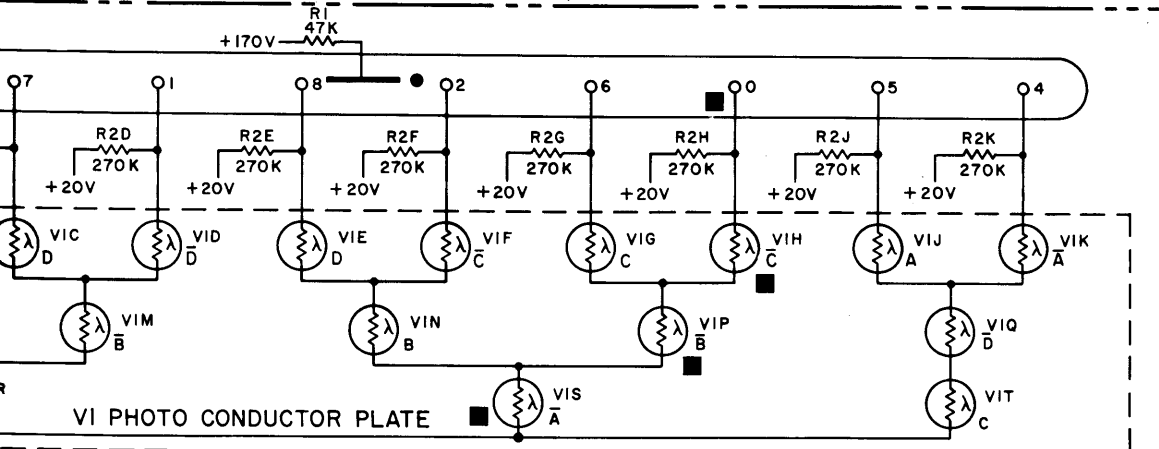 R1
47K
+170V
7 1 8 2 6 0 5 4
R2D R2E R2F R2G R2H R2J R2K
270K 270K 270K 270K 270K 270K 270K
+20V +20V +20V +20V +20V +20V +20V
λ V1C λ V1D λ V1E λ V1F λ V1G λ V1H λ V1J λ V1K
D D̅ D C̅ C C̅ A A̅
λ V1M λ V1N λ V1P λ V1Q
B̅ B B̅ D̅
R
λ V1S λ V1T
A̅ C
V1 PHOTO CONDUCTOR PLATE